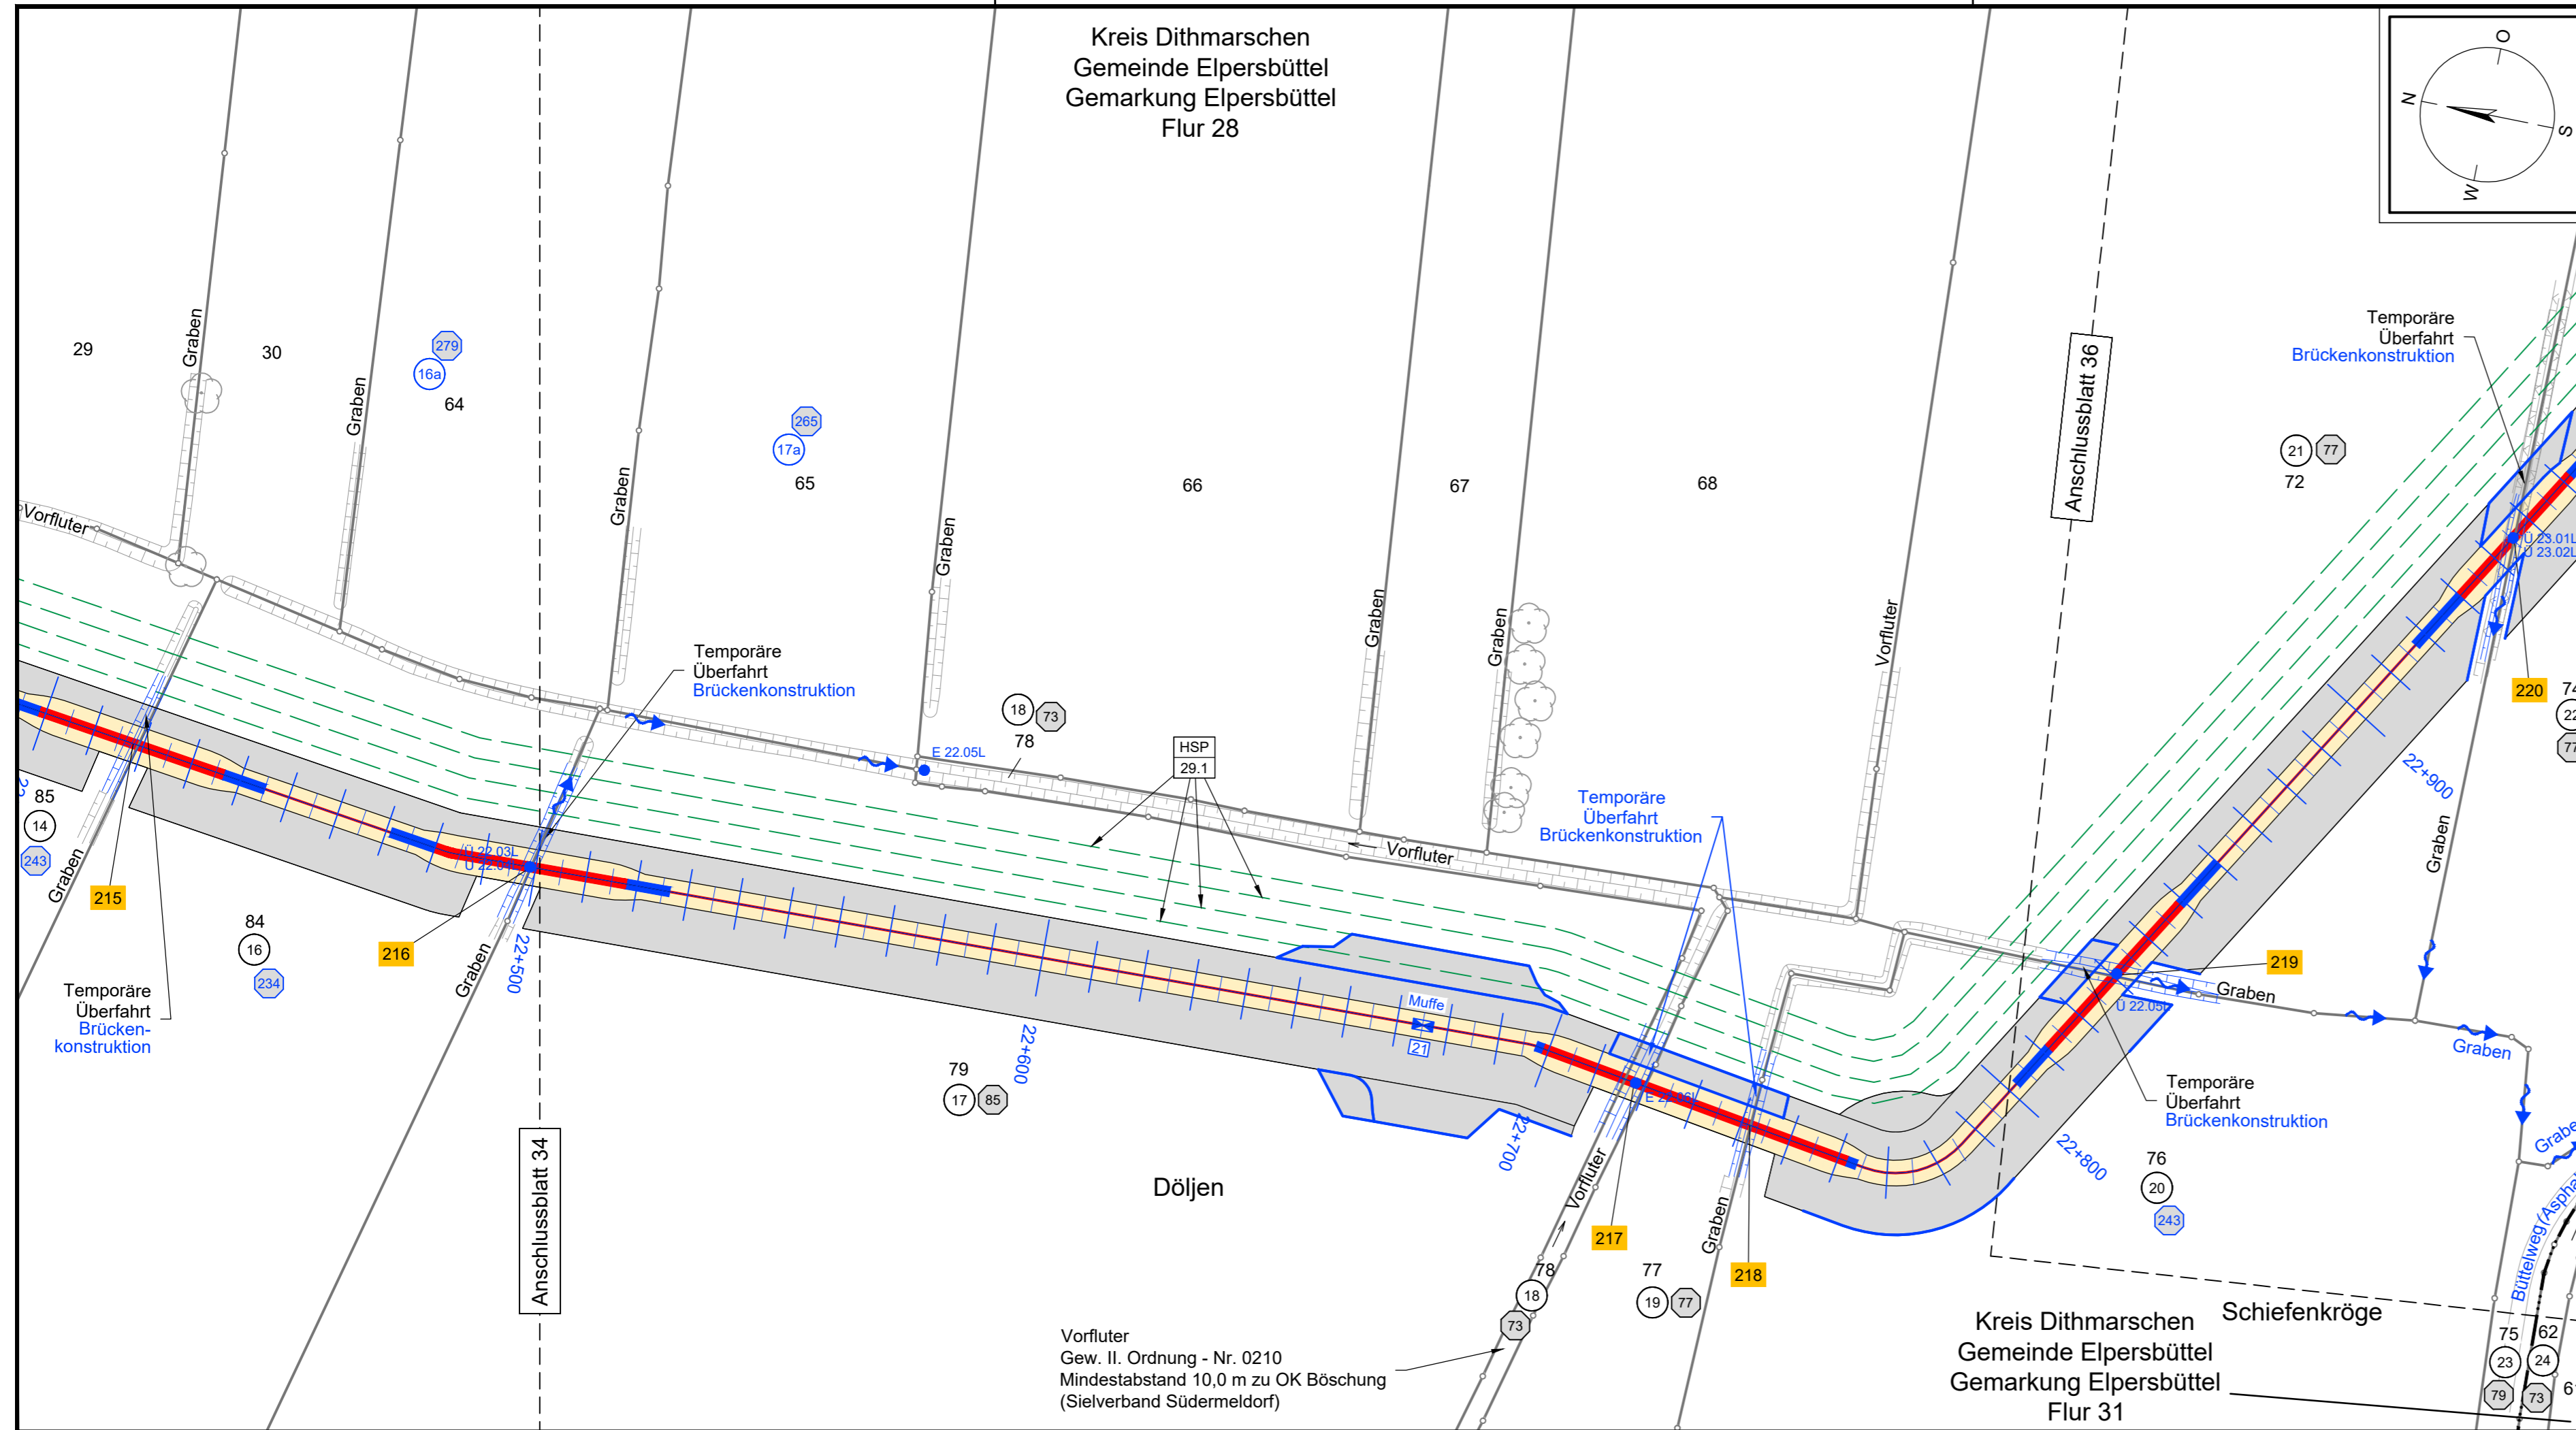 Kreis Dithmarschen
Gemeinde Elpersbüttel
Gemarkung Elpersbüttel
Flur 28
N
O
S
W
29
Graben
30
Graben
279
16a
64
Graben
265
17a
65
Graben
66
67
68
Graben
Graben
Vorfluter
Anschlussblatt 36
Temporäre
Überfahrt
Brückenkonstruktion
21
77
72
Ü 23.01L
Ü 23.02L
220
74
Vorfluter
Temporäre
Überfahrt
Brückenkonstruktion
18
73
78
E 22.05L
HSP
29.1
Temporäre
Überfahrt
Brückenkonstruktion
Vorfluter
22+900
Graben
85
14
243
Graben
215
84
16
234
Ü 22.03L
216
Graben
22+500
Temporäre
Überfahrt
Brücken-
konstruktion
Anschlussblatt 34
79
17
85
22+600
Muffe
21
22+700
Döljen
Vorfluter
217
Graben
218
219
Graben
Ü 22.05L
Graben
Temporäre
Überfahrt
Brückenkonstruktion
22+800
76
20
243
78
18
73
77
19
77
Vorfluter
Gew. II. Ordnung - Nr. 0210
Mindestabstand 10,0 m zu OK Böschung
(Sielverband Südermeldorf)
Kreis Dithmarschen
Gemeinde Elpersbüttel
Gemarkung Elpersbüttel
Flur 31
Schiefenkröge
Büttelweg
75
62
23
24
79
73